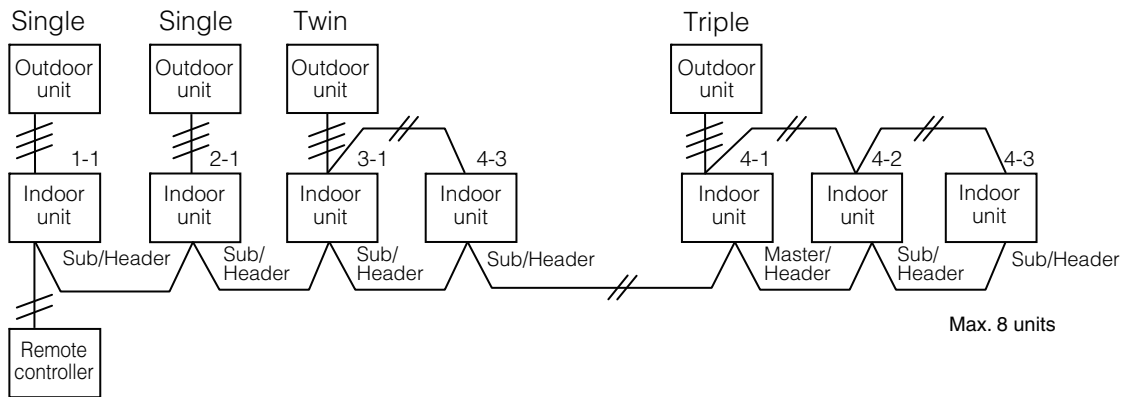 Single
Single
Twin
Triple
Outdoor
unit
Outdoor
unit
Outdoor
unit
Outdoor
unit
1-1
2-1
3-1
4-3
4-1
4-2
4-3
Indoor
unit
Indoor
unit
Indoor
unit
Indoor
unit
Indoor
unit
Indoor
unit
Indoor
unit
Sub/Header
Sub/
Header
Sub/
Header
Sub/Header
Master/
Header
Sub/
Header
Sub/Header
Max. 8 units
Remote
controller